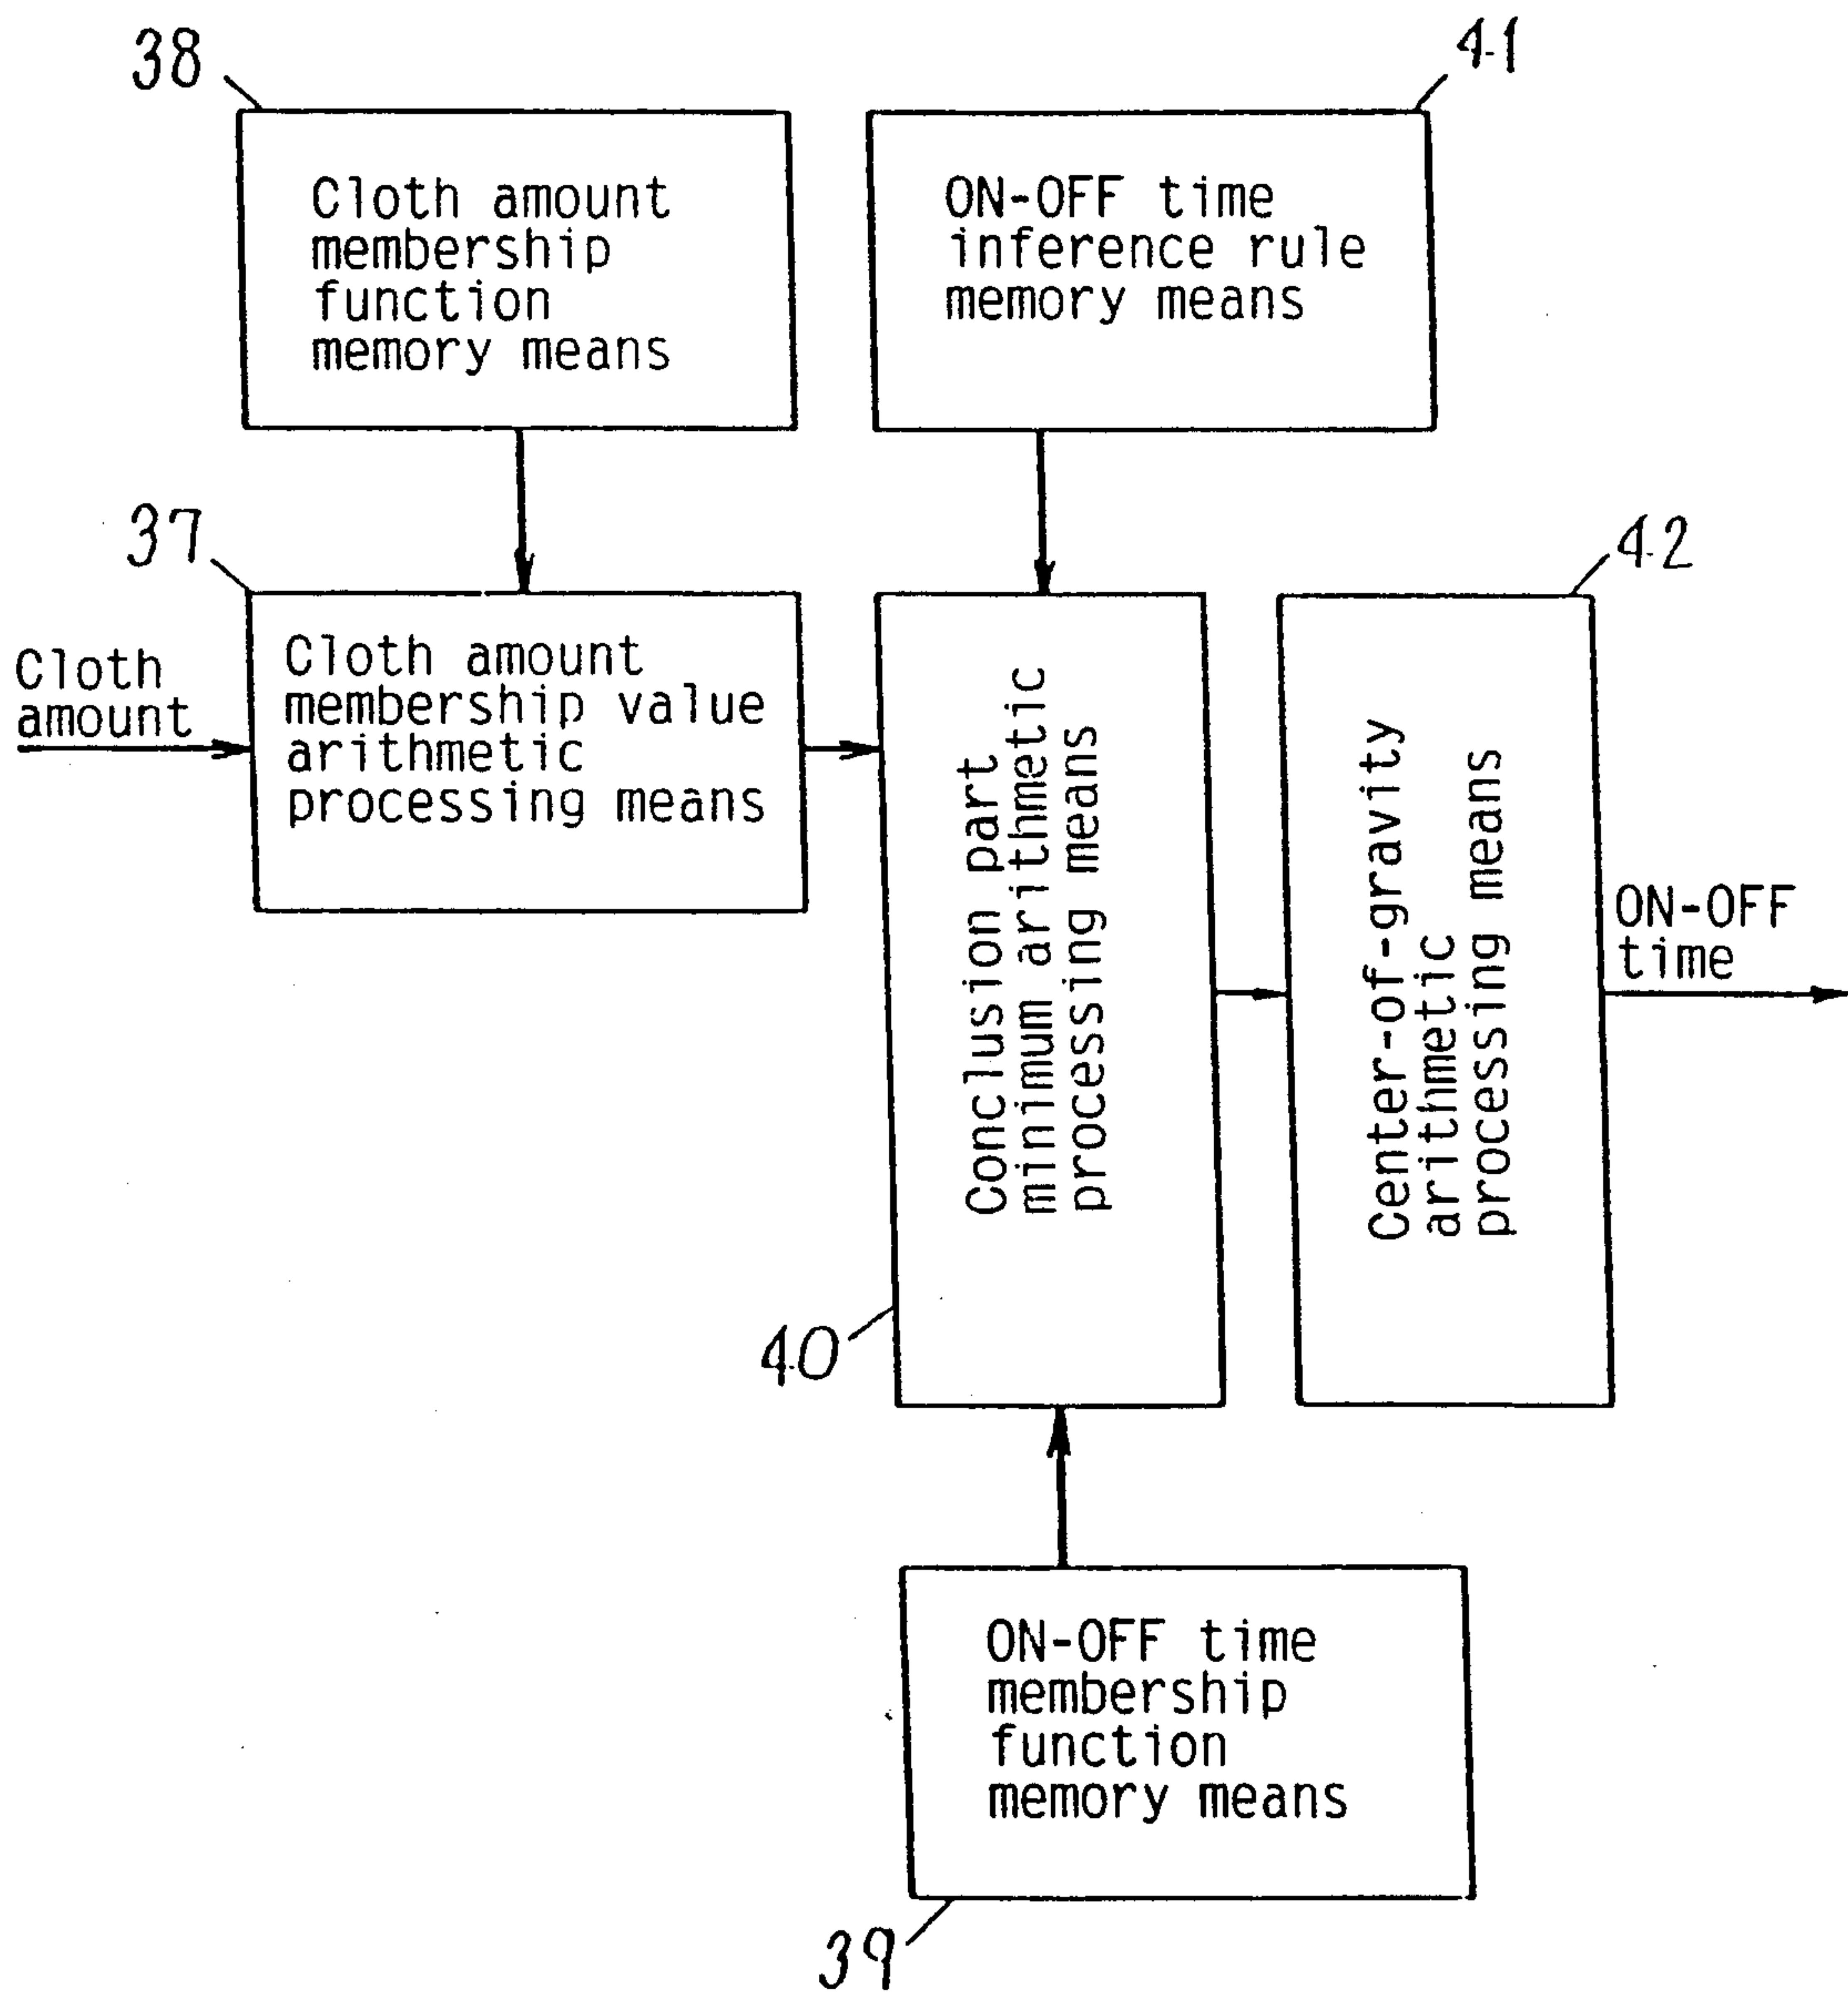 38
41
Cloth amount
membership
function
memory means
ON-OFF time
inference rule
memory means
37
42
Cloth
amount
Cloth amount
membership value
arithmetic
processing means
Conclusion part
minimum arithmetic
processing means
Center-of-gravity
arithmetic
processing means
ON-OFF
time
40
ON-OFF time
membership
function
memory means
39